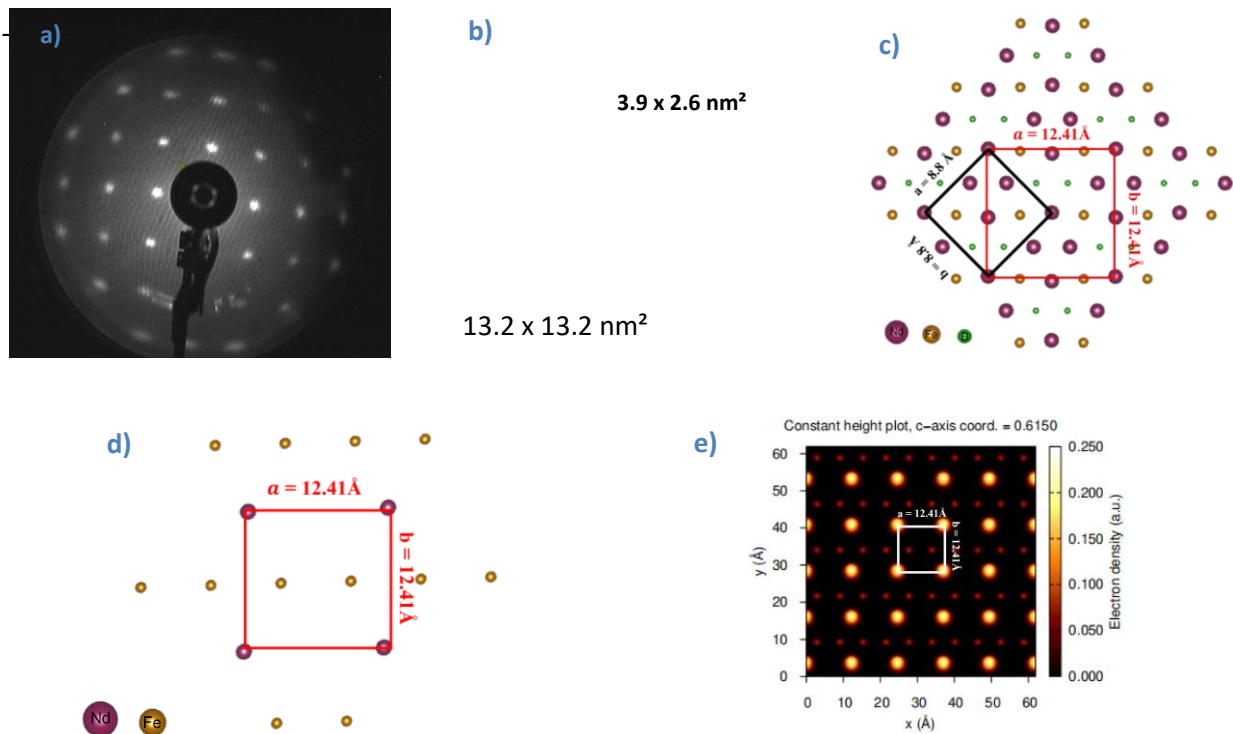 a)
b)
3.9 x 2.6 nm²
13.2 x 13.2 nm²
c)
a = 12.41Å
a = 8.8 Å
b = 8.8 Å
b = 12.41Å
Nd Fe B
d)
a = 12.41Å
b = 12.41Å
Nd Fe
e)
Constant height plot, c-axis coord. = 0.6150
60
50
40
30
20
10
0
y (Å)
a = 12.41Å
b = 12.41Å
0 10 20 30 40 50 60
x (Å)
0.250
0.200
0.150
0.100
0.050
0.000
Electron density (a.u.)